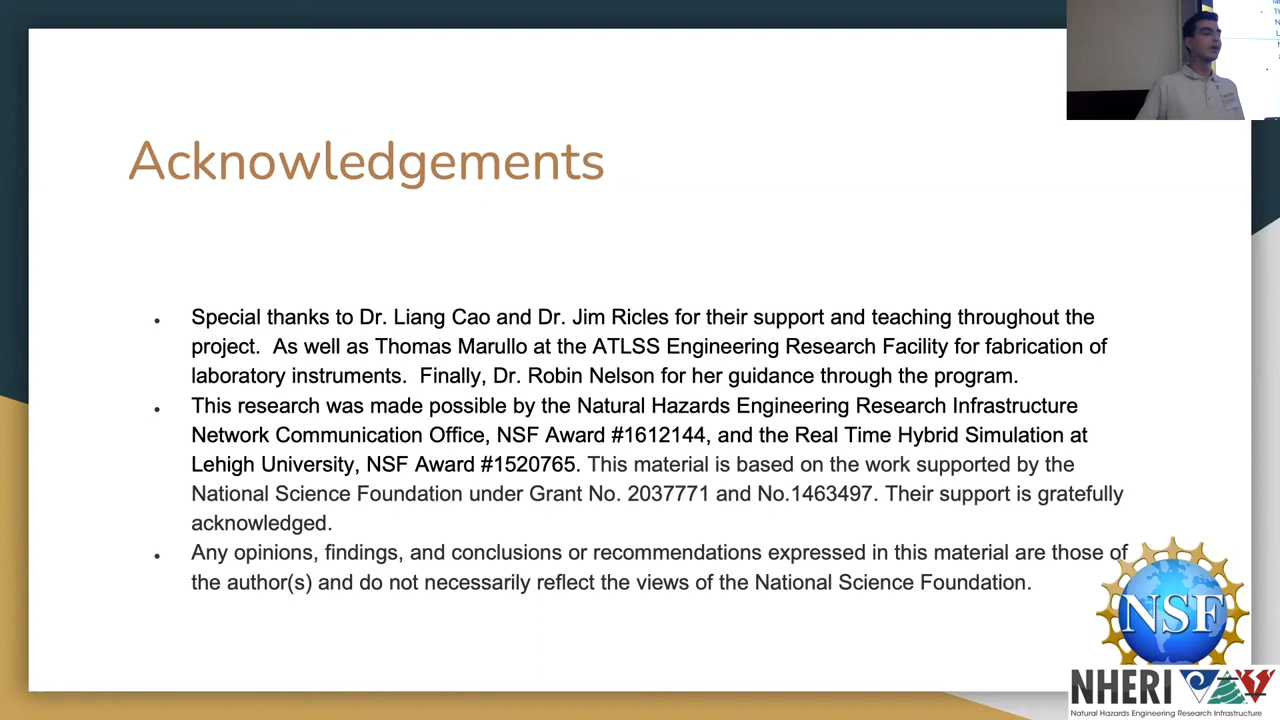 Acknowledgements
• Special thanks to Dr. Liang Cao and Dr. Jim Ricles for their support and teaching throughout the
project.  As well as Thomas Marullo at the ATLSS Engineering Research Facility for fabrication of
laboratory instruments.  Finally, Dr. Robin Nelson for her guidance through the program.
• This research was made possible by the Natural Hazards Engineering Research Infrastructure
Network Communication Office, NSF Award #1612144, and the Real Time Hybrid Simulation at
Lehigh University, NSF Award #1520765. This material is based on the work supported by the
National Science Foundation under Grant No. 2037771 and No.1463497. Their support is gratefully
acknowledged.
• Any opinions, findings, and conclusions or recommendations expressed in this material are those of
the author(s) and do not necessarily reflect the views of the National Science Foundation.
NSF
NHERI
Natural Hazards Engineering Research Infrastructure